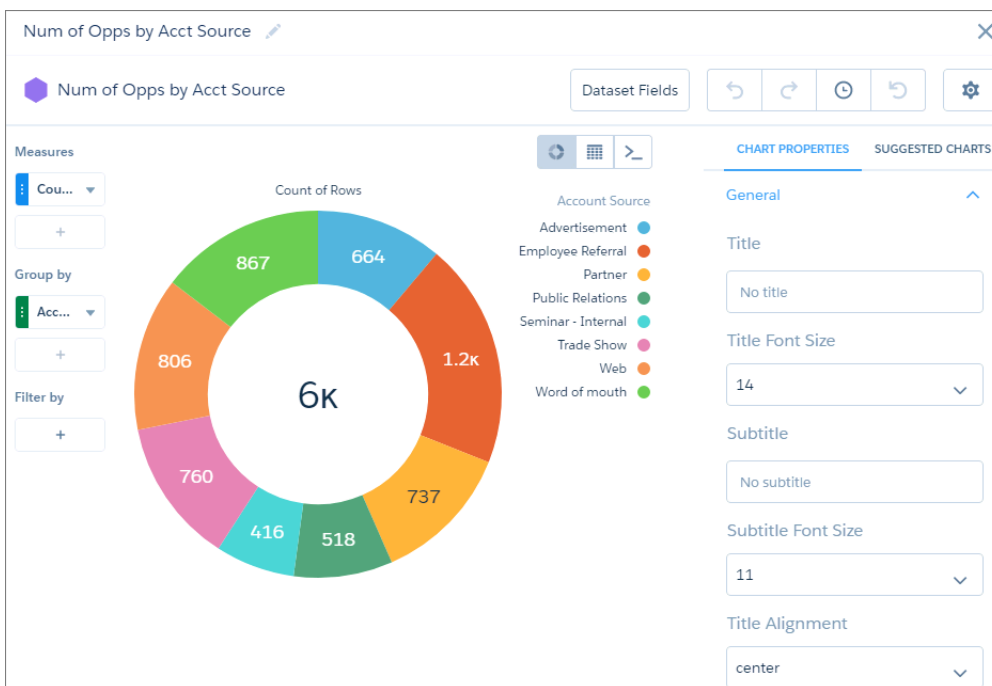 Num of Opps by Acct Source
Num of Opps by Acct Source
Dataset Fields
Measures
Cou...
+
Group by
Acc...
+
Filter by
+
Count of Rows
664
1.2K
737
518
416
760
806
867
6K
Account Source
Advertisement
Employee Referral
Partner
Public Relations
Seminar - Internal
Trade Show
Web
Word of mouth
CHART PROPERTIES SUGGESTED CHARTS
General
Title
No title
Title Font Size
14
Subtitle
No subtitle
Subtitle Font Size
11
Title Alignment
center